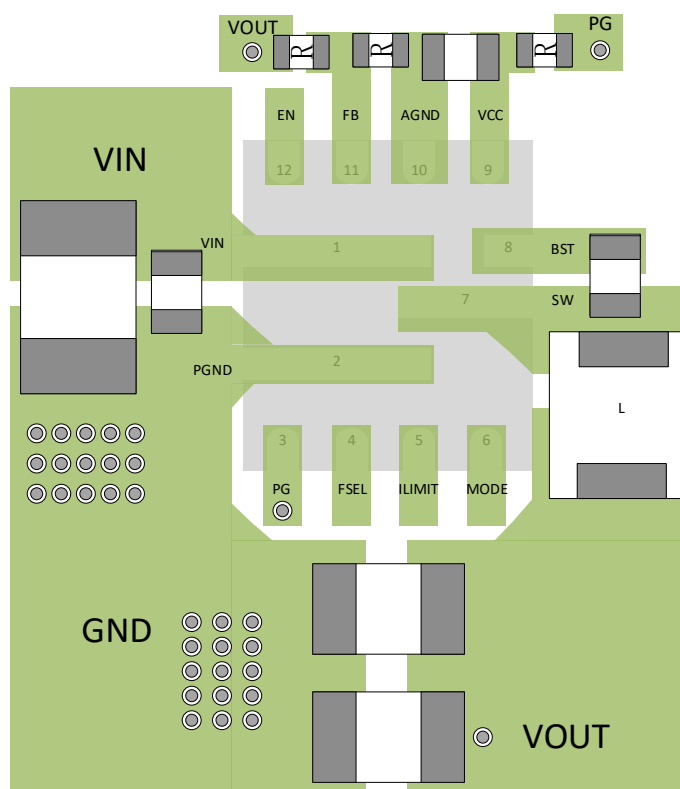 VOUT
PG
R
R
R
EN FB AGND VCC
12 11 10 9
VIN
VIN
1
8
BST
7
SW
2
PGND
L
3 4 5 6
PG FSEL ILIMIT MODE
GND
VOUT